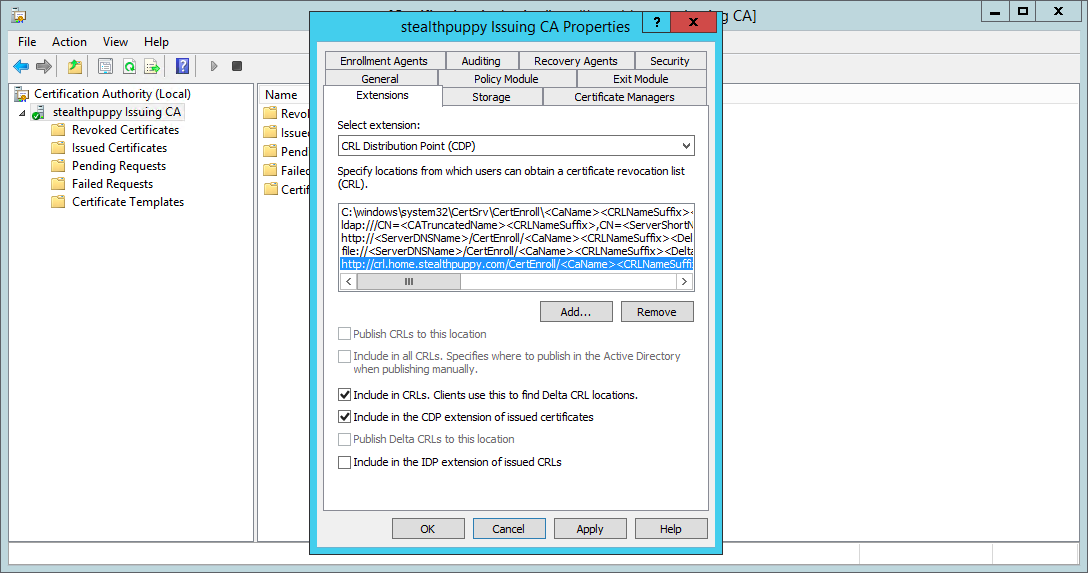 ing CA]
stealthpuppy Issuing CA Properties
?
X
File Action View Help
Certification Authority (Local)
stealthpuppy Issuing CA
Revoked Certificates
Issued Certificates
Pending Requests
Failed Requests
Certificate Templates
Name
Revo
Issue
Pend
Failed
Certif
Enrollment Agents Auditing Recovery Agents Security
General Policy Module Exit Module
Extensions Storage Certificate Managers
Select extension:
CRL Distribution Point (CDP)
Specify locations from which users can obtain a certificate revocation list
(CRL).
C:\windows\system32\CertSrv\CertEnroll\<CaName><CRLNameSuffix><
ldap:///CN=<CATruncatedName><CRLNameSuffix>,CN=<ServerShortN
http://<ServerDNSName>/CertEnroll/<CaName><CRLNameSuffix><Del
file://<ServerDNSName>/CertEnroll/<CaName><CRLNameSuffix><Delta
http://crl.home.stealthpuppy.com/CertEnroll/<CaName><CRLNameSuffi
Add... Remove
Publish CRLs to this location
Include in all CRLs. Specifies where to publish in the Active Directory
when publishing manually.
Include in CRLs. Clients use this to find Delta CRL locations.
Include in the CDP extension of issued certificates
Publish Delta CRLs to this location
Include in the IDP extension of issued CRLs
OK Cancel Apply Help